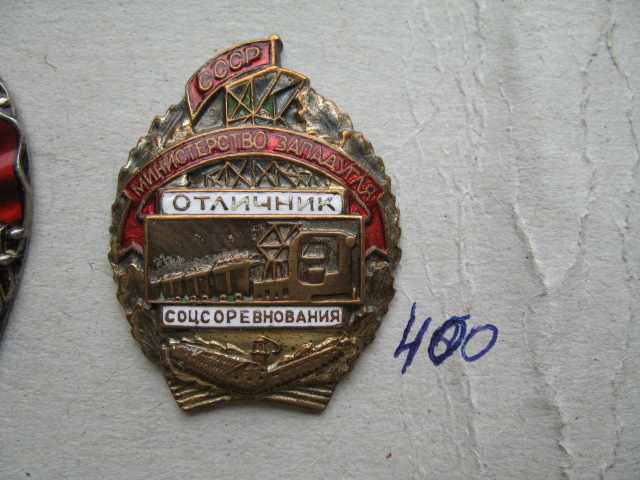 СССР
МИНИСТЕРСТВО ЗАПАДУГЛЯ
ОТЛИЧНИК
СОЦСОРЕВНОВАНИЯ
400